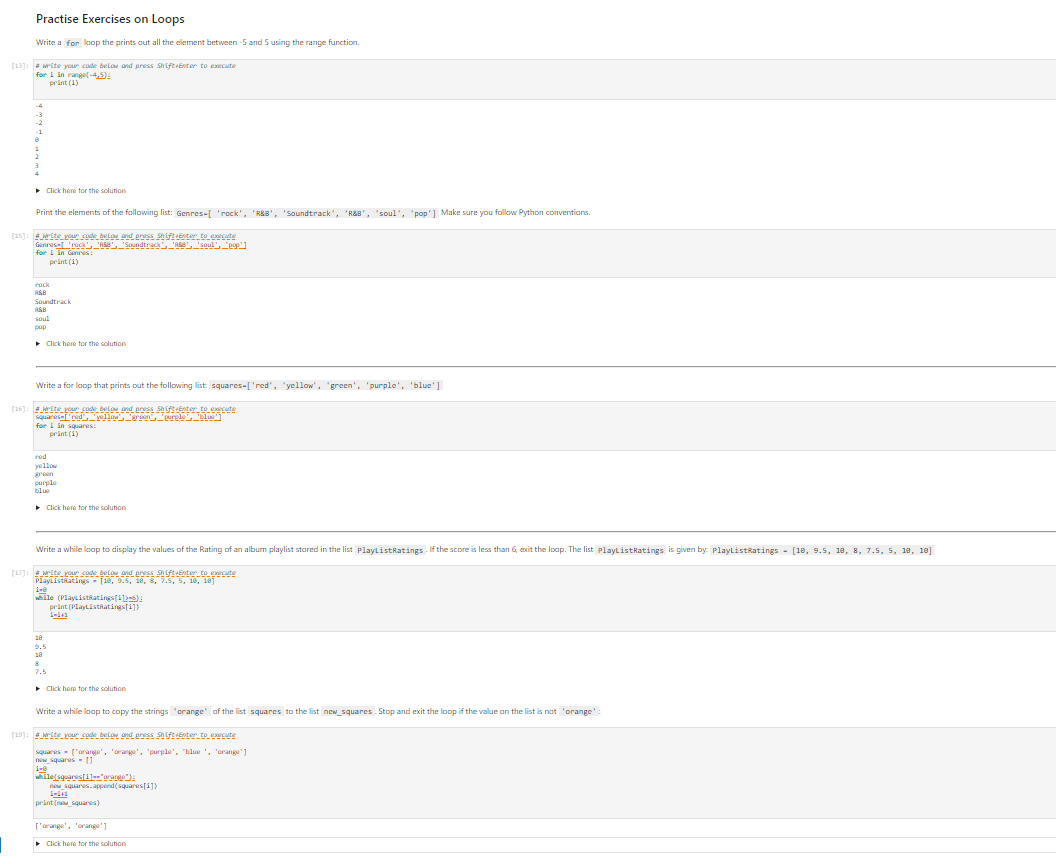 Practise Exercises on Loops
Write a for loop the prints out all the element between -5 and 5 using the range function.
[13]:
# Write your code below and press Shift+Enter to execute
for i in range(-4,5):
    print(i)
-4
-3
-2
-1
0
1
2
3
4
Click here for the solution
Print the elements of the following list: Genres=[ 'rock', 'R&B', 'Soundtrack', 'R&B', 'soul', 'pop'] Make sure you follow Python conventions.
[15]:
# Write your code below and press Shift+Enter to execute
Genres=[ 'rock', 'R&B', 'Soundtrack', 'R&B', 'soul', 'pop']
for i in Genres:
    print(i)
rock
R&B
Soundtrack
R&B
soul
pop
Click here for the solution
Write a for loop that prints out the following list: squares=['red', 'yellow', 'green', 'purple', 'blue']
[16]:
# Write your code below and press Shift+Enter to execute
squares=['red', 'yellow', 'green', 'purple', 'blue']
for i in squares:
    print(i)
red
yellow
green
purple
blue
Click here for the solution
Write a while loop to display the values of the Rating of an album playlist stored in the list PlayListRatings. If the score is less than 6, exit the loop. The list PlayListRatings is given by: PlayListRatings = [10, 9.5, 10, 8, 7.5, 5, 10, 10]
[17]:
# Write your code below and press Shift+Enter to execute
PlayListRatings = [10, 9.5, 10, 8, 7.5, 5, 10, 10]
i=0
while (PlayListRatings[i]>=6):
    print(PlayListRatings[i])
    i=i+1
10
9.5
10
8
7.5
Click here for the solution
Write a while loop to copy the strings 'orange' of the list squares to the list new_squares. Stop and exit the loop if the value on the list is not 'orange':
[19]:
# Write your code below and press Shift+Enter to execute
squares = ['orange', 'orange', 'purple', 'blue ', 'orange']
new_squares = []
i=0
while(squares[i]=="orange"):
    new_squares.append(squares[i])
    i=i+1
print(new_squares)
['orange', 'orange']
Click here for the solution